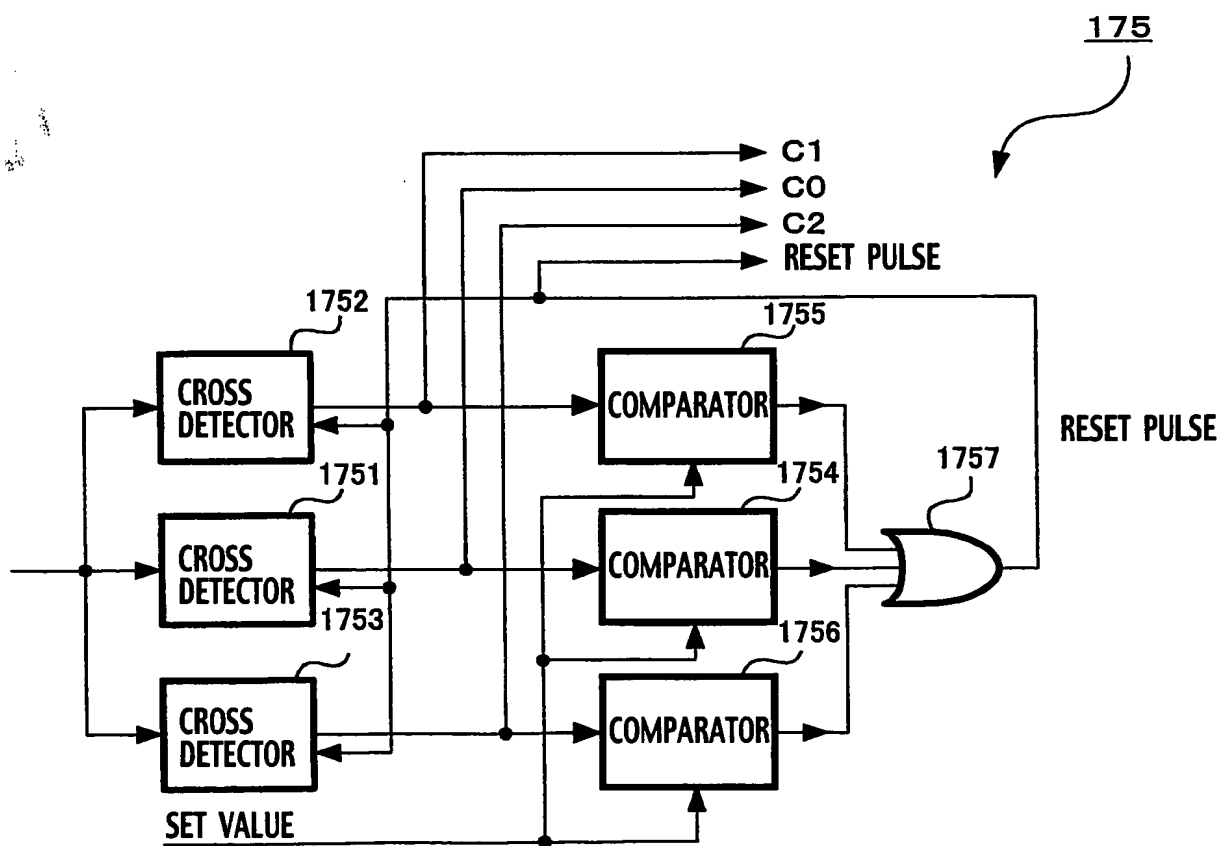 175
C1
C0
C2
RESET PULSE
1752
1755
CROSS
DETECTOR
COMPARATOR
RESET PULSE
1751
1754
1757
CROSS
DETECTOR
COMPARATOR
1753
1756
CROSS
DETECTOR
COMPARATOR
SET VALUE